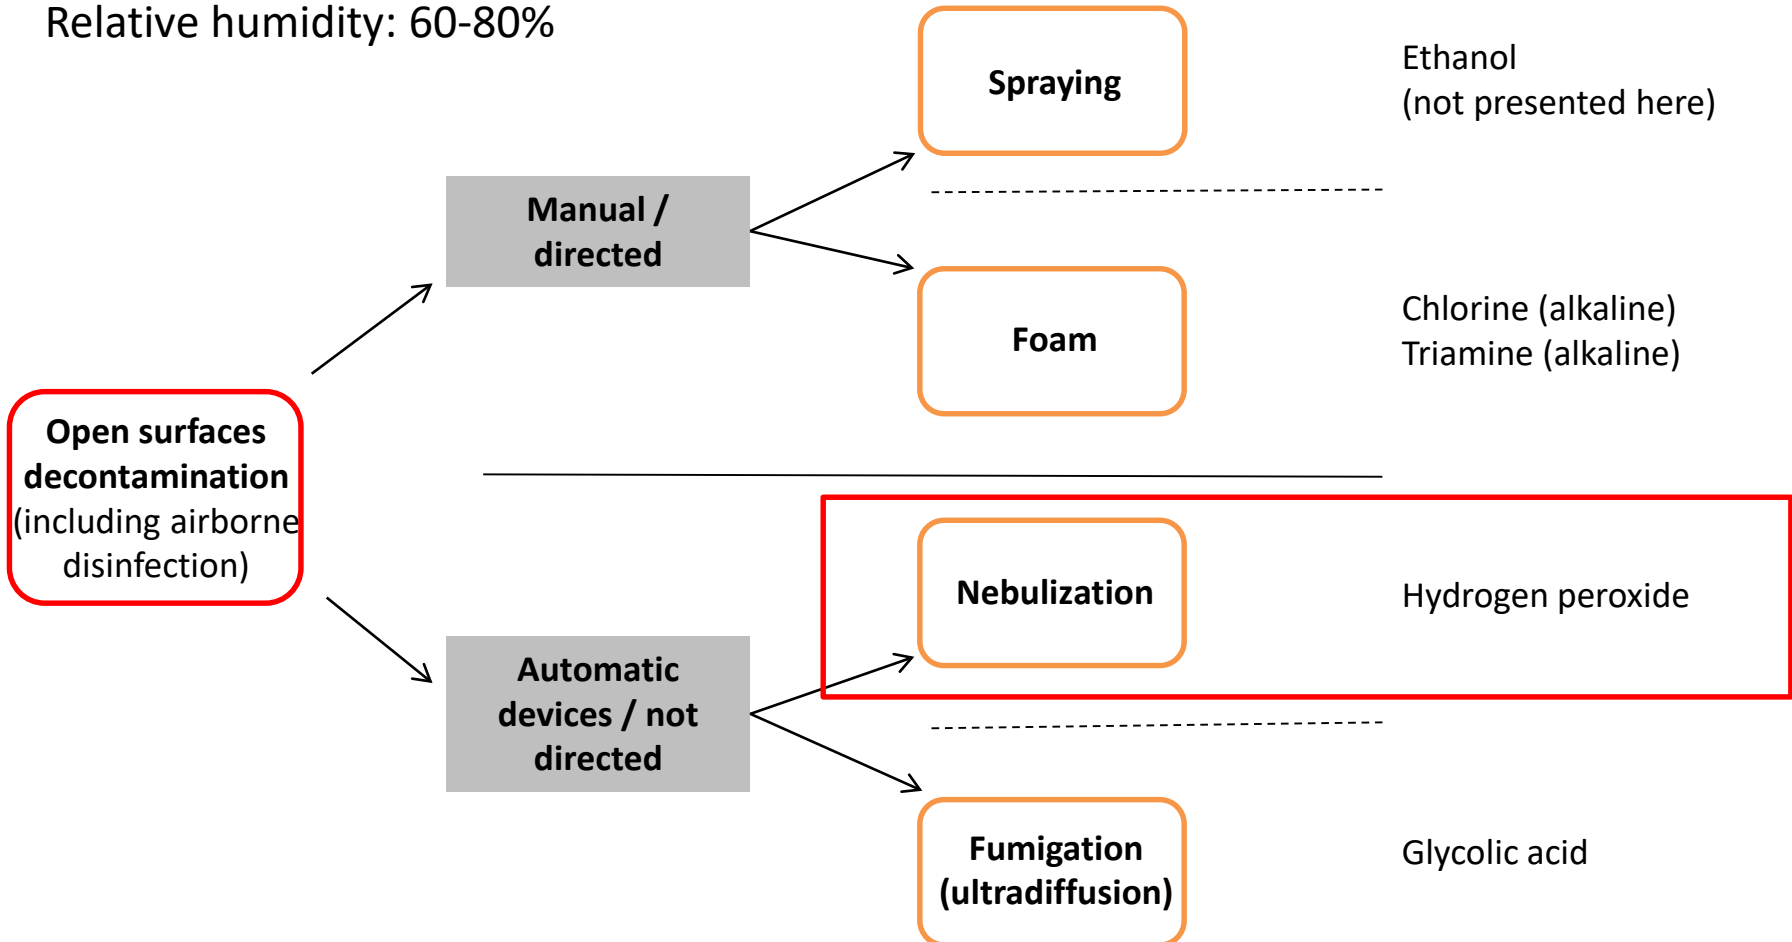 Relative humidity: 60-80%
Spraying
Ethanol
(not presented here)
Manual /
directed
Foam
Chlorine (alkaline)
Triamine (alkaline)
Open surfaces
decontamination
(including airborne
disinfection)
Nebulization
Hydrogen peroxide
Automatic
devices / not
directed
Fumigation
(ultradiffusion)
Glycolic acid